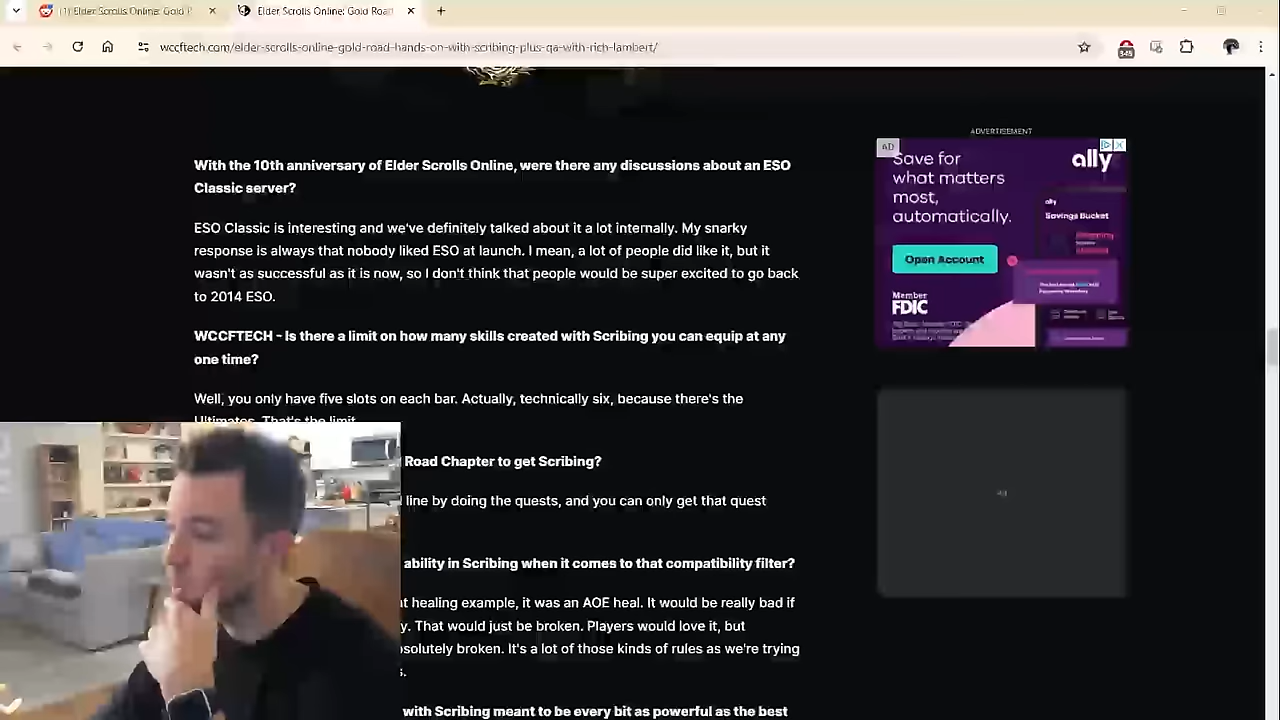 (1) Elder Scrolls Online: Gold
Elder Scrolls Online: Gold Road
wccftech.com/elder-scrolls-online-gold-road-hands-on-with-scribing-plus-qa-with-rich-lambert/
With the 10th anniversary of Elder Scrolls Online, were there any discussions about an ESO
Classic server?
ESO Classic is interesting and we've definitely talked about it a lot internally. My snarky
response is always that nobody liked ESO at launch. I mean, a lot of people did like it, but it
wasn't as successful as it is now, so I don't think that people would be super excited to go back
to 2014 ESO.
WCCFTECH - Is there a limit on how many skills created with Scribing you can equip at any
one time?
Well, you only have five slots on each bar. Actually, technically six, because there's the
Ultimates. That's the limit.
Road Chapter to get Scribing?
line by doing the quests, and you can only get that quest
ability in Scribing when it comes to that compatibility filter?
healing example, it was an AOE heal. It would be really bad if
That would just be broken. Players would love it, but
absolutely broken. It's a lot of those kinds of rules as we're trying
with Scribing meant to be every bit as powerful as the best
ADVERTISEMENT
AD
Save for
what matters
most,
automatically.
Open Account
Member
FDIC
ally
ally
Savings Bucket
Ad